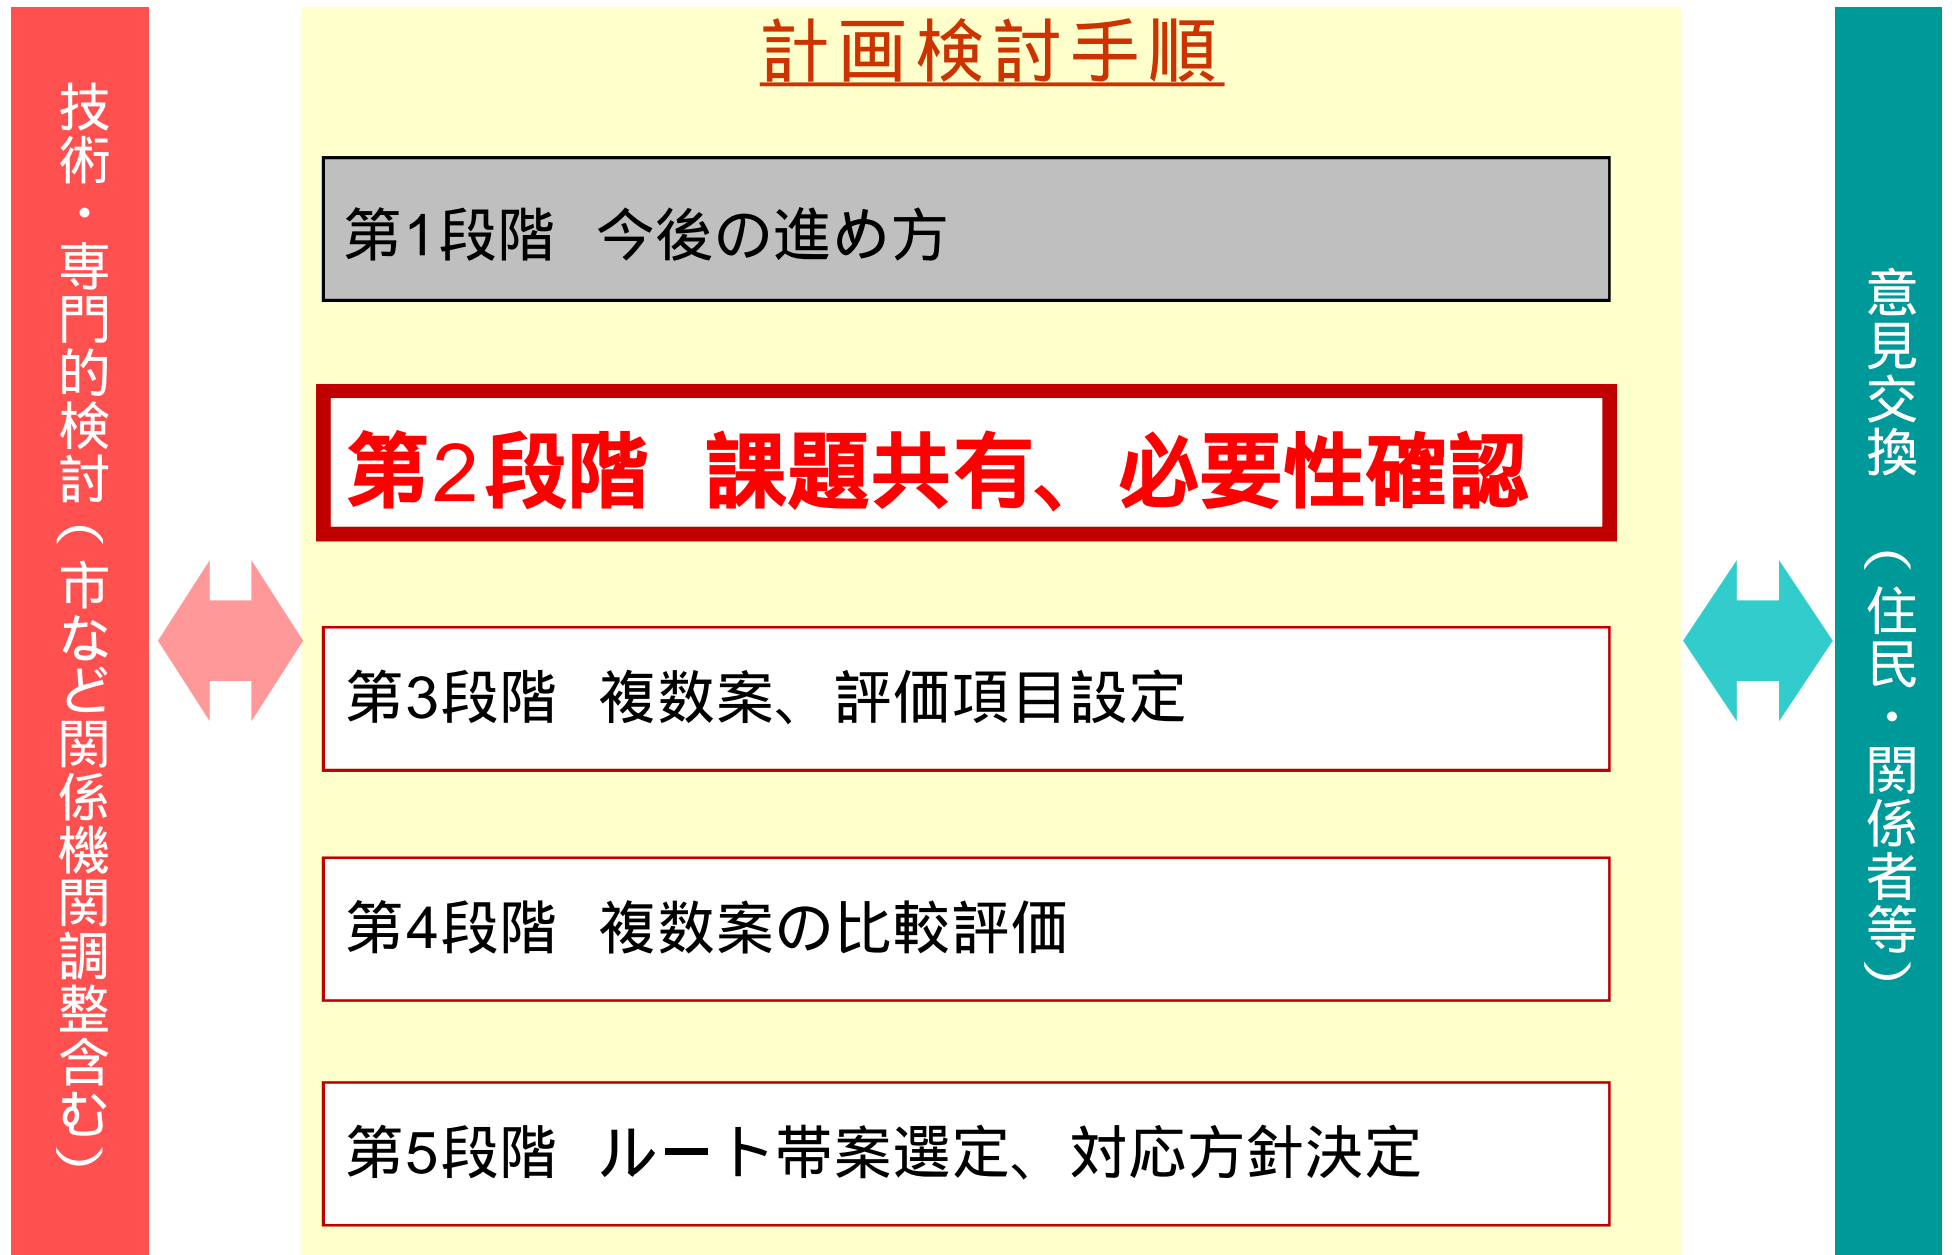 計画検討手順
技術・専門的検討（市など関係機関調整含む）
第1段階　今後の進め方
第2段階　課題共有、必要性確認
第3段階　複数案、評価項目設定
第4段階　複数案の比較評価
第5段階　ルート帯案選定、対応方針決定
意見交換　（住民・関係者等）